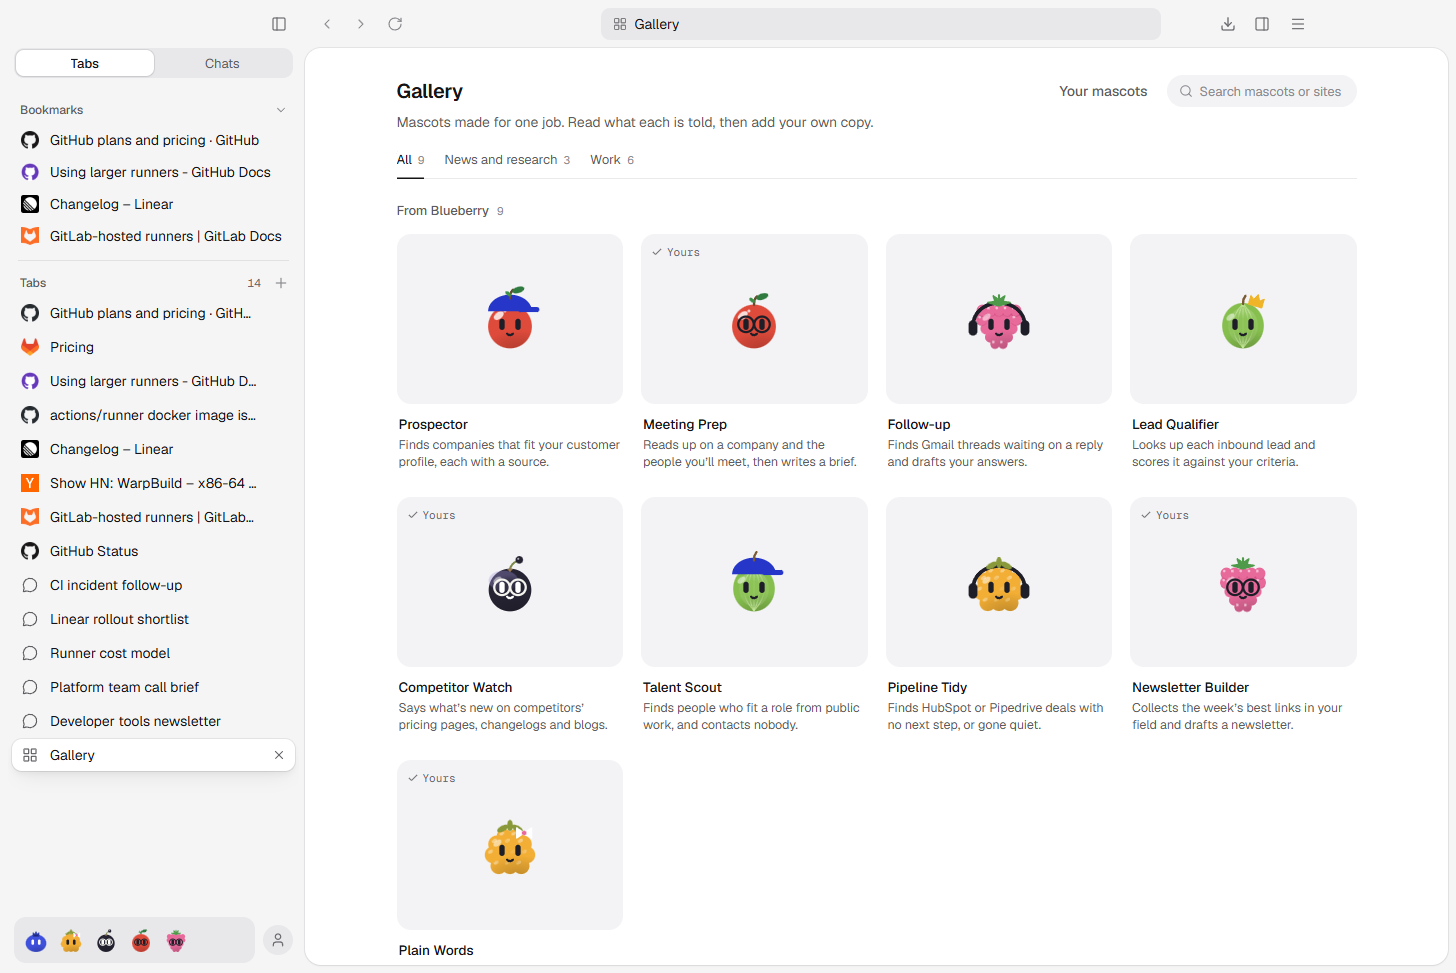 Gallery
Tabs
Chats
Bookmarks
GitHub plans and pricing · GitHub
Using larger runners - GitHub Docs
Changelog – Linear
GitLab-hosted runners | GitLab Docs
Tabs 14
GitHub plans and pricing · GitH...
Pricing
Using larger runners - GitHub D...
actions/runner docker image is...
Changelog – Linear
Y
Show HN: WarpBuild – x86-64 ...
GitLab-hosted runners | GitLab...
GitHub Status
CI incident follow-up
Linear rollout shortlist
Runner cost model
Platform team call brief
Developer tools newsletter
Gallery
Gallery
Your mascots
Search mascots or sites
Mascots made for one job. Read what each is told, then add your own copy.
All 9
News and research 3
Work 6
From Blueberry 9
Prospector
Finds companies that fit your customer
profile, each with a source.
Yours
Meeting Prep
Reads up on a company and the
people you'll meet, then writes a brief.
Follow-up
Finds Gmail threads waiting on a reply
and drafts your answers.
Lead Qualifier
Looks up each inbound lead and
scores it against your criteria.
Yours
Competitor Watch
Says what's new on competitors'
pricing pages, changelogs and blogs.
Talent Scout
Finds people who fit a role from public
work, and contacts nobody.
Pipeline Tidy
Finds HubSpot or Pipedrive deals with
no next step, or gone quiet.
Yours
Newsletter Builder
Collects the week's best links in your
field and drafts a newsletter.
Yours
Plain Words